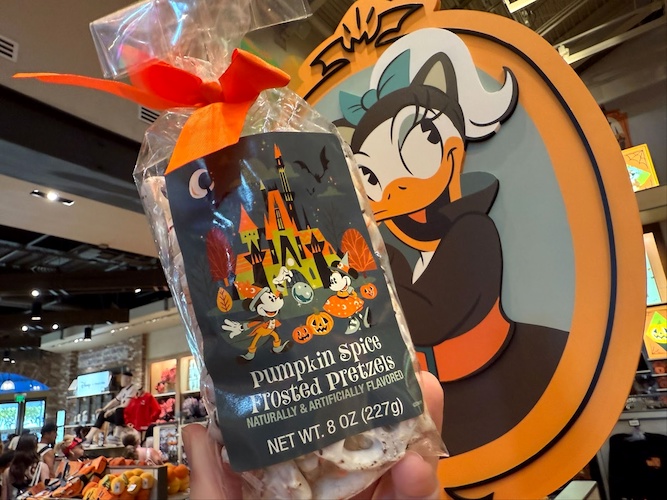 Pumpkin Spice
Frosted Pretzels
NATURALLY & ARTIFICIALLY FLAVORED
NET WT. 8 OZ (227g)